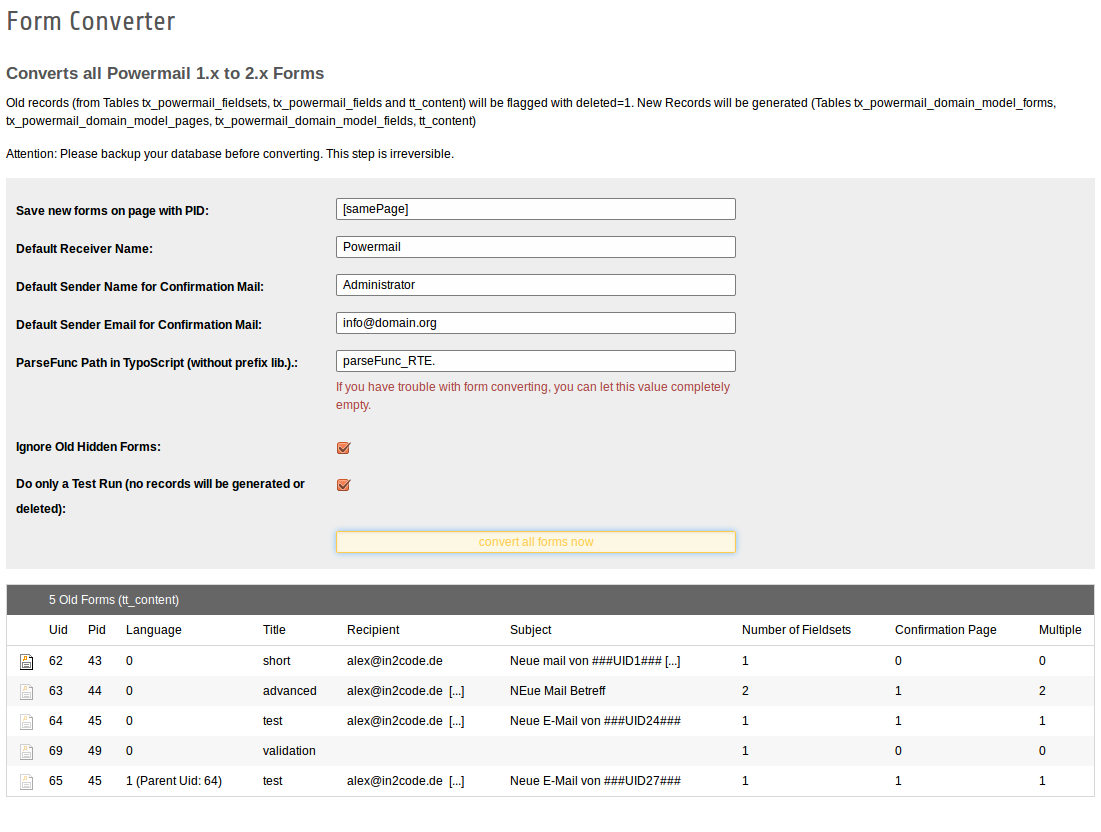 Form Converter
Converts all Powermail 1.x to 2.x Forms
Old records (from Tables tx_powermail_fieldsets, tx_powermail_fields and tt_content) will be flagged with deleted=1. New Records will be generated (Tables tx_powermail_domain_model_forms,
tx_powermail_domain_model_pages, tx_powermail_domain_model_fields, tt_content)
Attention: Please backup your database before converting. This step is irreversible.
Save new forms on page with PID: [samePage]
Default Receiver Name: Powermail
Default Sender Name for Confirmation Mail: Administrator
Default Sender Email for Confirmation Mail: info@domain.org
ParseFunc Path in TypoScript (without prefix lib.).: parseFunc_RTE.
If you have trouble with form converting, you can let this value completely
empty.
Ignore Old Hidden Forms:
Do only a Test Run (no records will be generated or
deleted):
convert all forms now
5 Old Forms (tt_content)
Uid Pid Language Title Recipient Subject Number of Fieldsets Confirmation Page Multiple
62 43 0 short alex@in2code.de Neue mail von ###UID1### [...] 1 0 0
63 44 0 advanced alex@in2code.de [...] NEue Mail Betreff 2 1 2
64 45 0 test alex@in2code.de [...] Neue E-Mail von ###UID24### 1 1 1
69 49 0 validation 1 0 0
65 45 1 (Parent Uid: 64) test alex@in2code.de [...] Neue E-Mail von ###UID27### 1 1 1